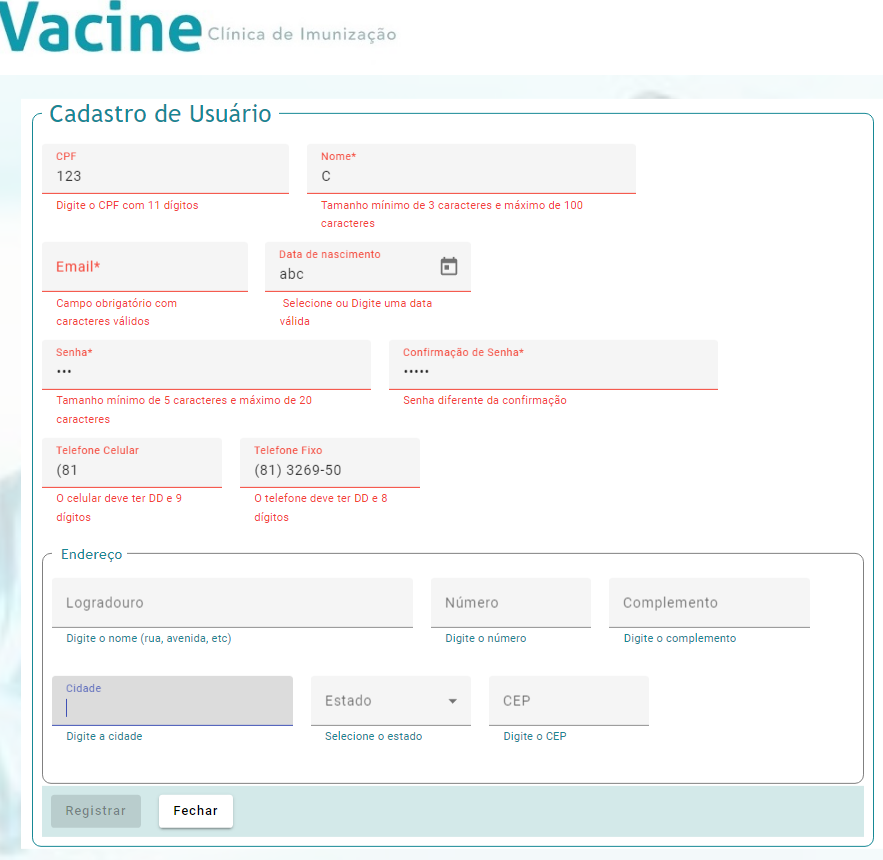 Vacine Clínica de Imunização
Cadastro de Usuário
CPF
123
Digite o CPF com 11 dígitos
Nome*
C
Tamanho mínimo de 3 caracteres e máximo de 100
caracteres
Email*
Campo obrigatório com
caracteres válidos
Data de nascimento
abc
Selecione ou Digite uma data
válida
Senha*
•••
Tamanho mínimo de 5 caracteres e máximo de 20
caracteres
Confirmação de Senha*
•••••
Senha diferente da confirmação
Telefone Celular
(81
O celular deve ter DD e 9
dígitos
Telefone Fixo
(81) 3269-50
O telefone deve ter DD e 8
dígitos
Endereço
Logradouro
Digite o nome (rua, avenida, etc)
Número
Digite o número
Complemento
Digite o complemento
Cidade
Digite a cidade
Estado
Selecione o estado
CEP
Digite o CEP
Registrar
Fechar